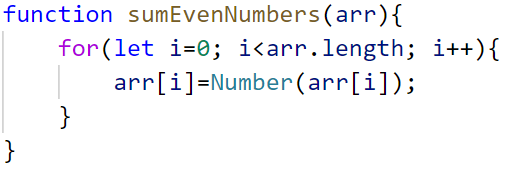 function sumEvenNumbers(arr){
    for(let i=0; i<arr.length; i++){
        arr[i]=Number(arr[i]);
    }
}